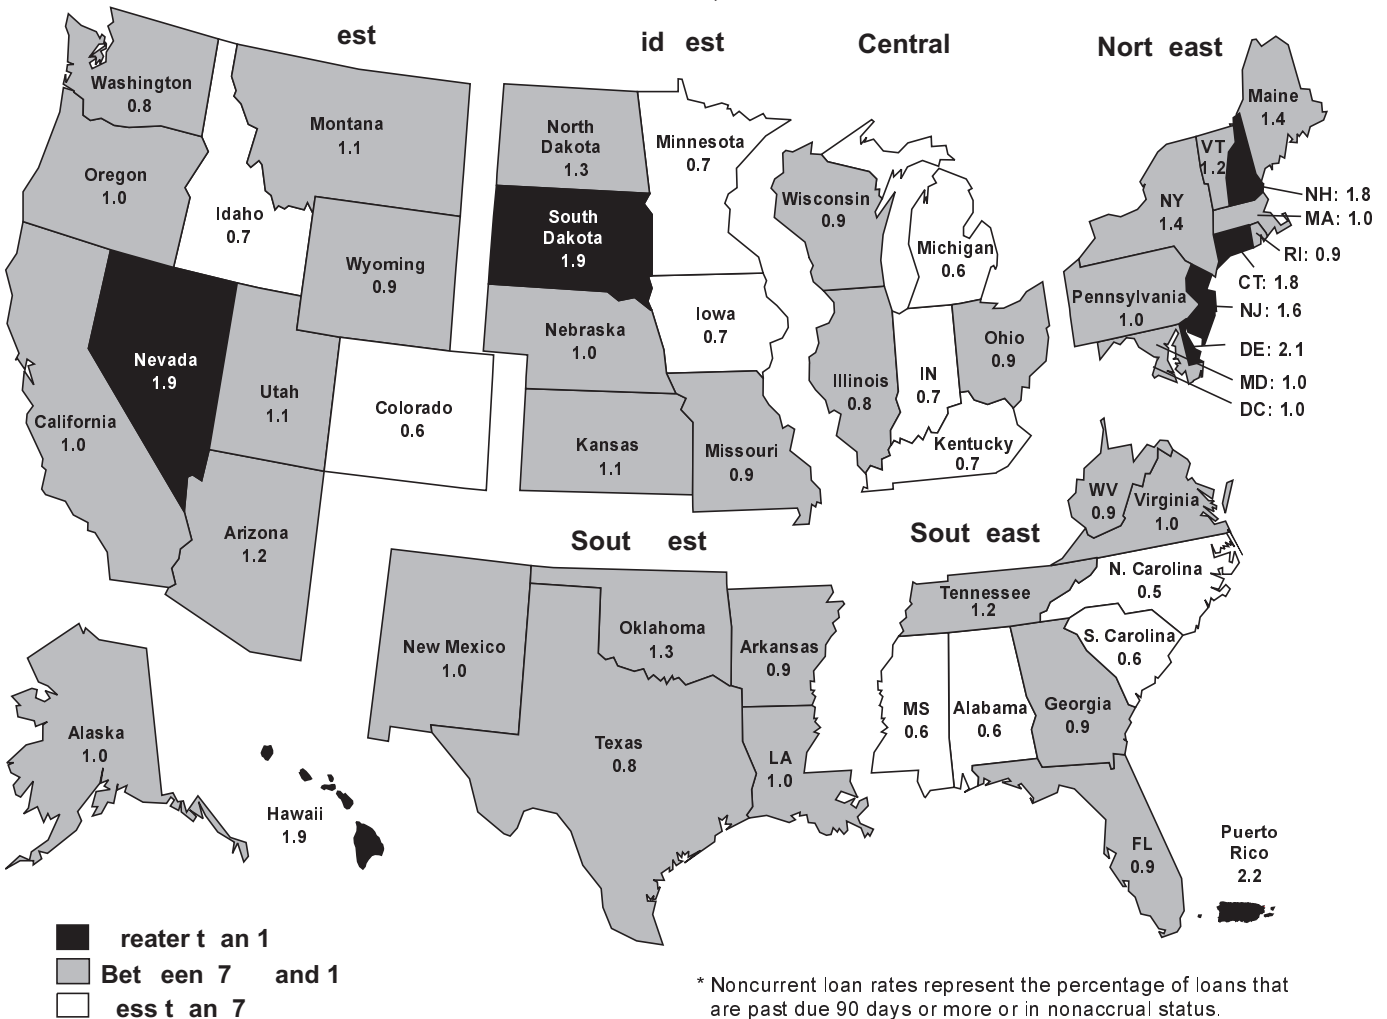 est
id est
Central
Nort east
Washington
0.8
Montana
1.1
Oregon
1.0
Idaho
0.7
Wyoming
0.9
Nevada
1.9
Utah
1.1
Colorado
0.6
California
1.0
Arizona
1.2
Alaska
1.0
Hawaii
1.9
North
Dakota
1.3
Minnesota
0.7
South
Dakota
1.9
Nebraska
1.0
Iowa
0.7
Kansas
1.1
Missouri
0.9
Wisconsin
0.9
Michigan
0.6
Illinois
0.8
IN
0.7
Ohio
0.9
Kentucky
0.7
Maine
1.4
VT
1.2
NY
1.4
NH: 1.8
MA: 1.0
RI: 0.9
CT: 1.8
Pennsylvania
1.0
NJ: 1.6
DE: 2.1
MD: 1.0
DC: 1.0
Sout est
New Mexico
1.0
Oklahoma
1.3
Arkansas
0.9
Texas
0.8
LA
1.0
Sout east
WV
0.9
Virginia
1.0
N. Carolina
0.5
Tennessee
1.2
S. Carolina
0.6
MS
0.6
Alabama
0.6
Georgia
0.9
FL
0.9
Puerto
Rico
2.2
reater t an 1
Bet een 7 and 1
ess t an 7
* Noncurrent loan rates represent the percentage of loans that
are past due 90 days or more or in nonaccrual status.